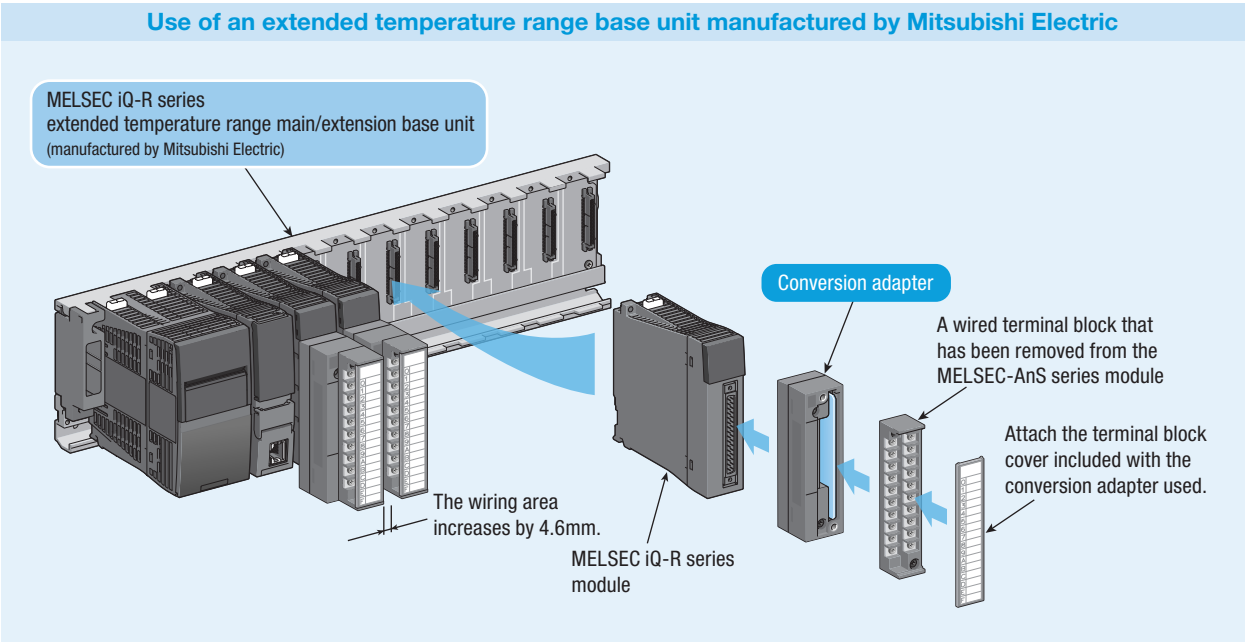 Use of an extended temperature range base unit manufactured by Mitsubishi Electric
MELSEC iQ-R series
extended temperature range main/extension base unit
(manufactured by Mitsubishi Electric)
Conversion adapter
A wired terminal block that
has been removed from the
MELSEC-AnS series module
Attach the terminal block
cover included with the
conversion adapter used.
The wiring area
increases by 4.6mm.
MELSEC iQ-R series
module